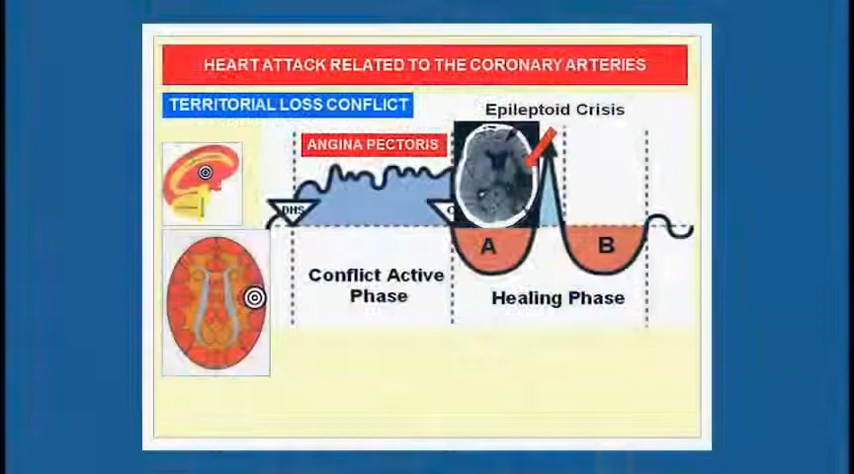 HEART ATTACK RELATED TO THE CORONARY ARTERIES
TERRITORIAL LOSS CONFLICT
Epileptoid Crisis
ANGINA PECTORIS
DHS
C
A
B
Conflict Active
Phase
Healing Phase